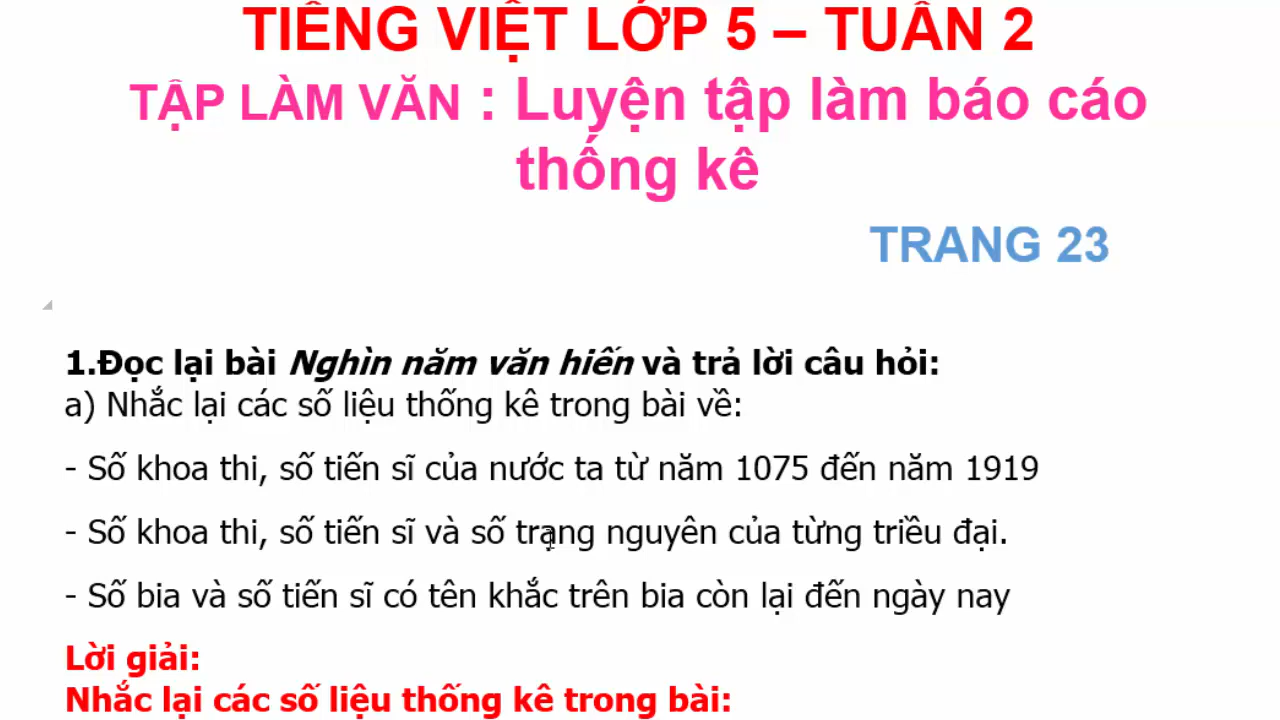 TIẾNG VIỆT LỚP 5 – TUẦN 2
TẬP LÀM VĂN : Luyện tập làm báo cáo
thống kê
TRANG 23
1.Đọc lại bài Nghìn năm văn hiến và trả lời câu hỏi:
a) Nhắc lại các số liệu thống kê trong bài về:
- Số khoa thi, số tiến sĩ của nước ta từ năm 1075 đến năm 1919
- Số khoa thi, số tiến sĩ và số trạng nguyên của từng triều đại.
- Số bia và số tiến sĩ có tên khắc trên bia còn lại đến ngày nay
Lời giải:
Nhắc lại các số liệu thống kê trong bài: